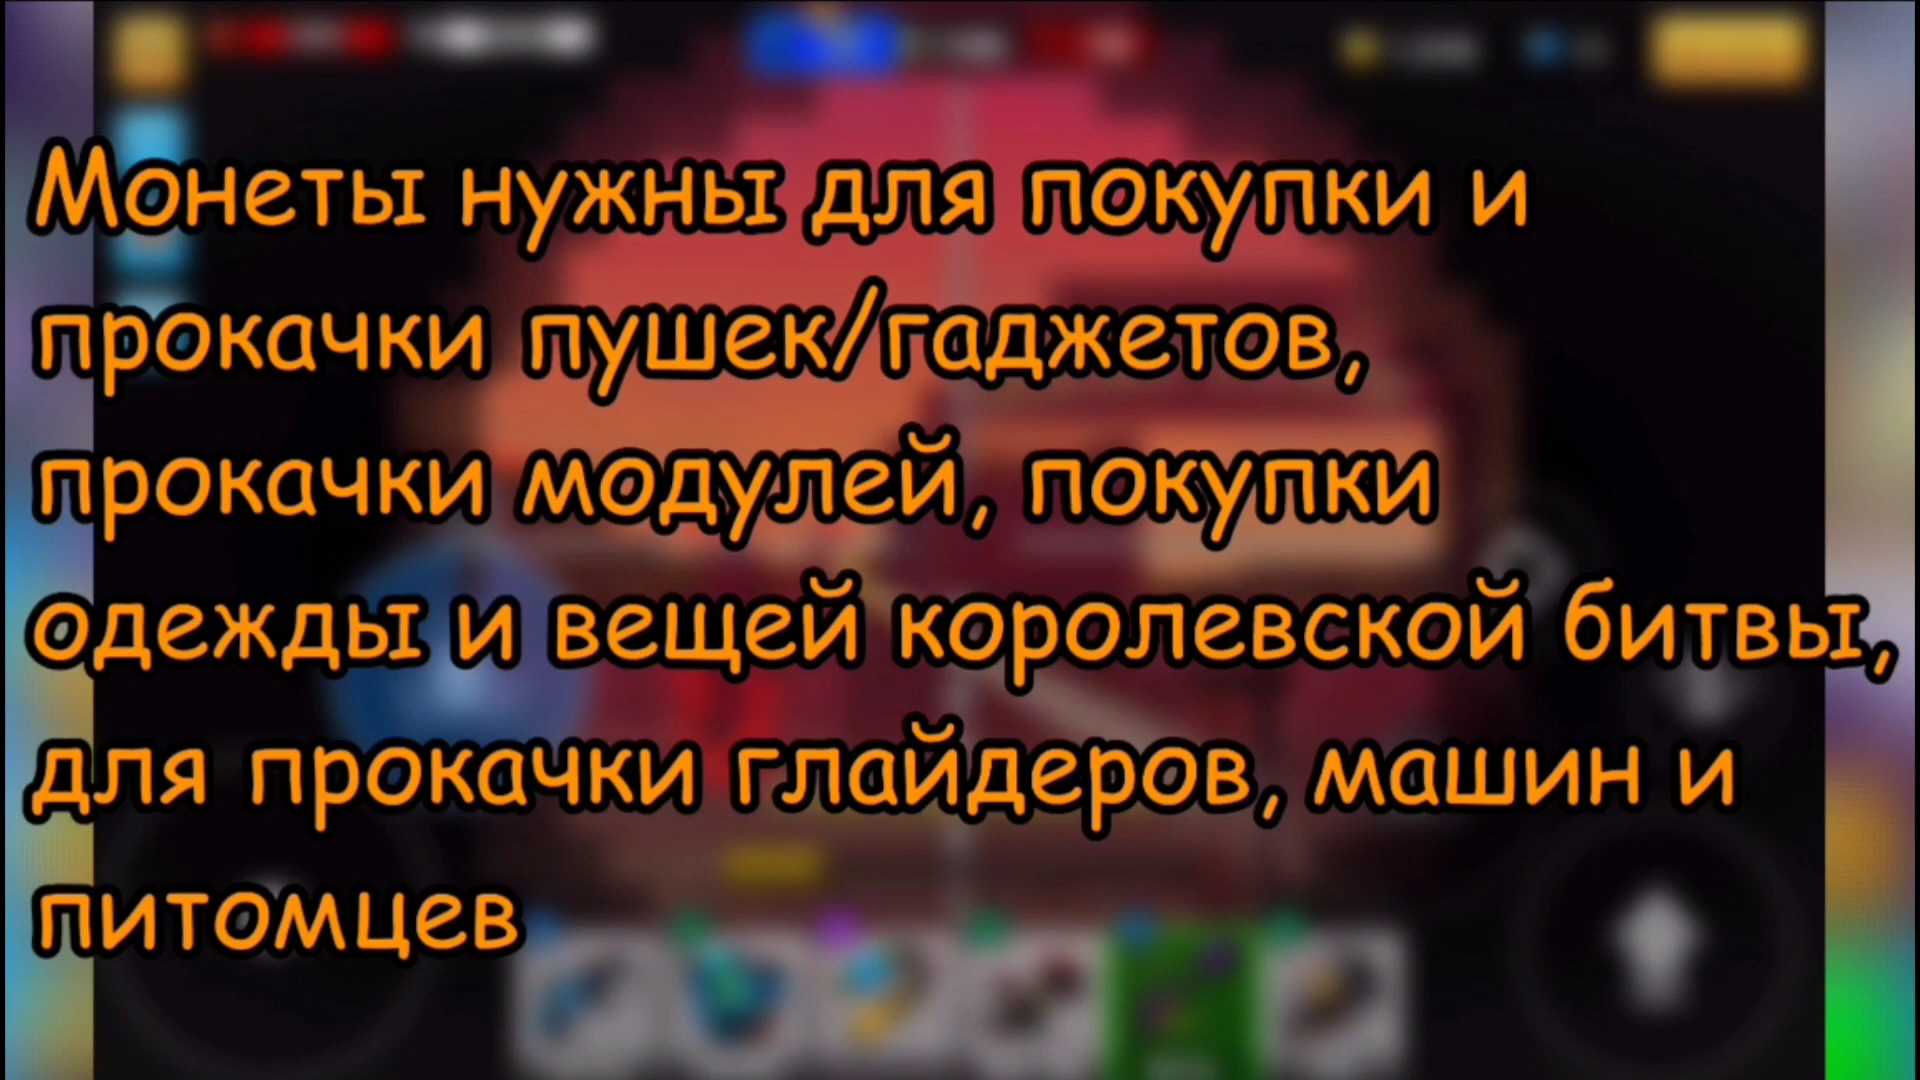 Монеты нужны для покупки и
прокачки пушек/гаджетов,
прокачки модулей, покупки
одежды и вещей королевской битвы,
для прокачки глайдеров, машин и
питомцев